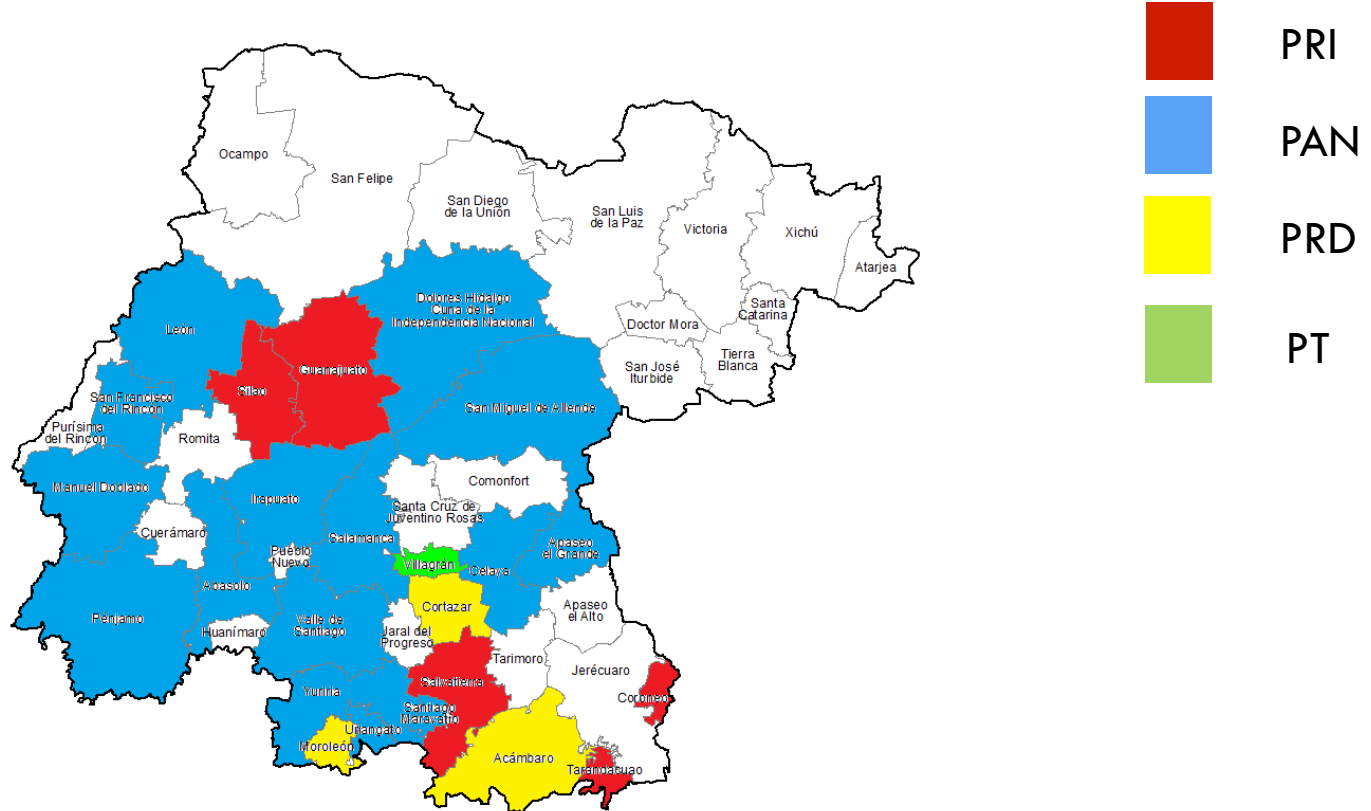 PRI
PAN
PRD
PT
Ocampo
San Felipe
San Diego
de la Unión
San Luis
de la Paz
Victoria
Xichú
Atarjea
Santa
Catarina
Doctor Mora
Tierra
Blanca
San José
Iturbide
Dolores Hidalgo
Cuna de la
Independencia Nacional
León
Guanajuato
Silao
San Miguel de Allende
San Francisco
del Rincón
Purísima
del Rincón
Romita
Manuel Doblado
Irapuato
Comonfort
Santa Cruz de
Juventino Rosas
Cuerámaro
Salamanca
Pueblo
Nuevo
Villagrán
Celaya
Apaseo
el Grande
Abasolo
Pénjamo
Cortazar
Apaseo
el Alto
Valle de
Santiago
Huanímaro
Jaral del
Progreso
Tarimoro
Jerécuaro
Salvatierra
Coroneo
Yuriria
Santiago
Maravatío
Uriangato
Moroleón
Acámbaro
Tarandacuao